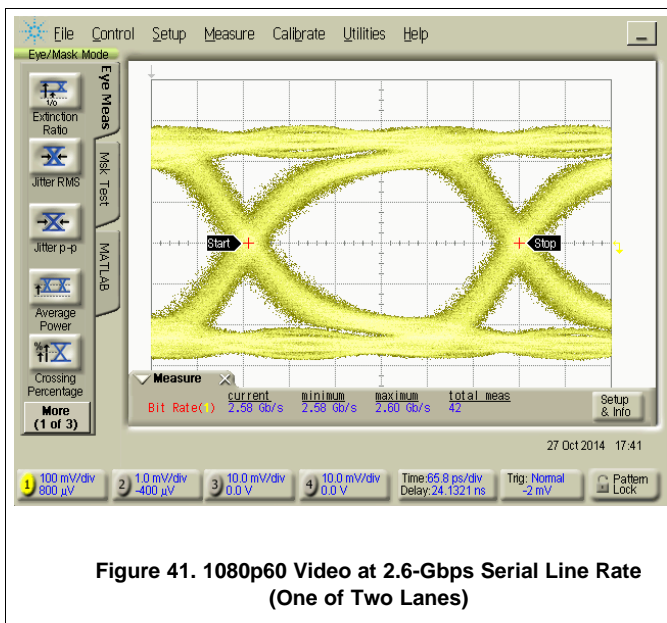 File Control Setup Measure Calibrate Utilities Help
Eye/Mask Mode
Extinction
Ratio
Jitter RMS
Jitter p-p
Average
Power
Crossing
Percentage
More
(1 of 3)
Eye Meas
Msk Test
MATLAB
Start
Stop
1
Measure
current minimum maximum total meas
Bit Rate(1) 2.58 Gb/s 2.58 Gb/s 2.60 Gb/s 42
Setup
& Info
27 Oct 2014 17:41
1 100 mV/div
800 µV
2 1.0 mV/div
-400 µV
3 10.0 mV/div
0.0 V
4 10.0 mV/div
0.0 V
Time:65.8 ps/div
Delay:24.1321 ns
Trig: Normal
-2 mV
Pattern
Lock
Figure 41. 1080p60 Video at 2.6-Gbps Serial Line Rate
(One of Two Lanes)